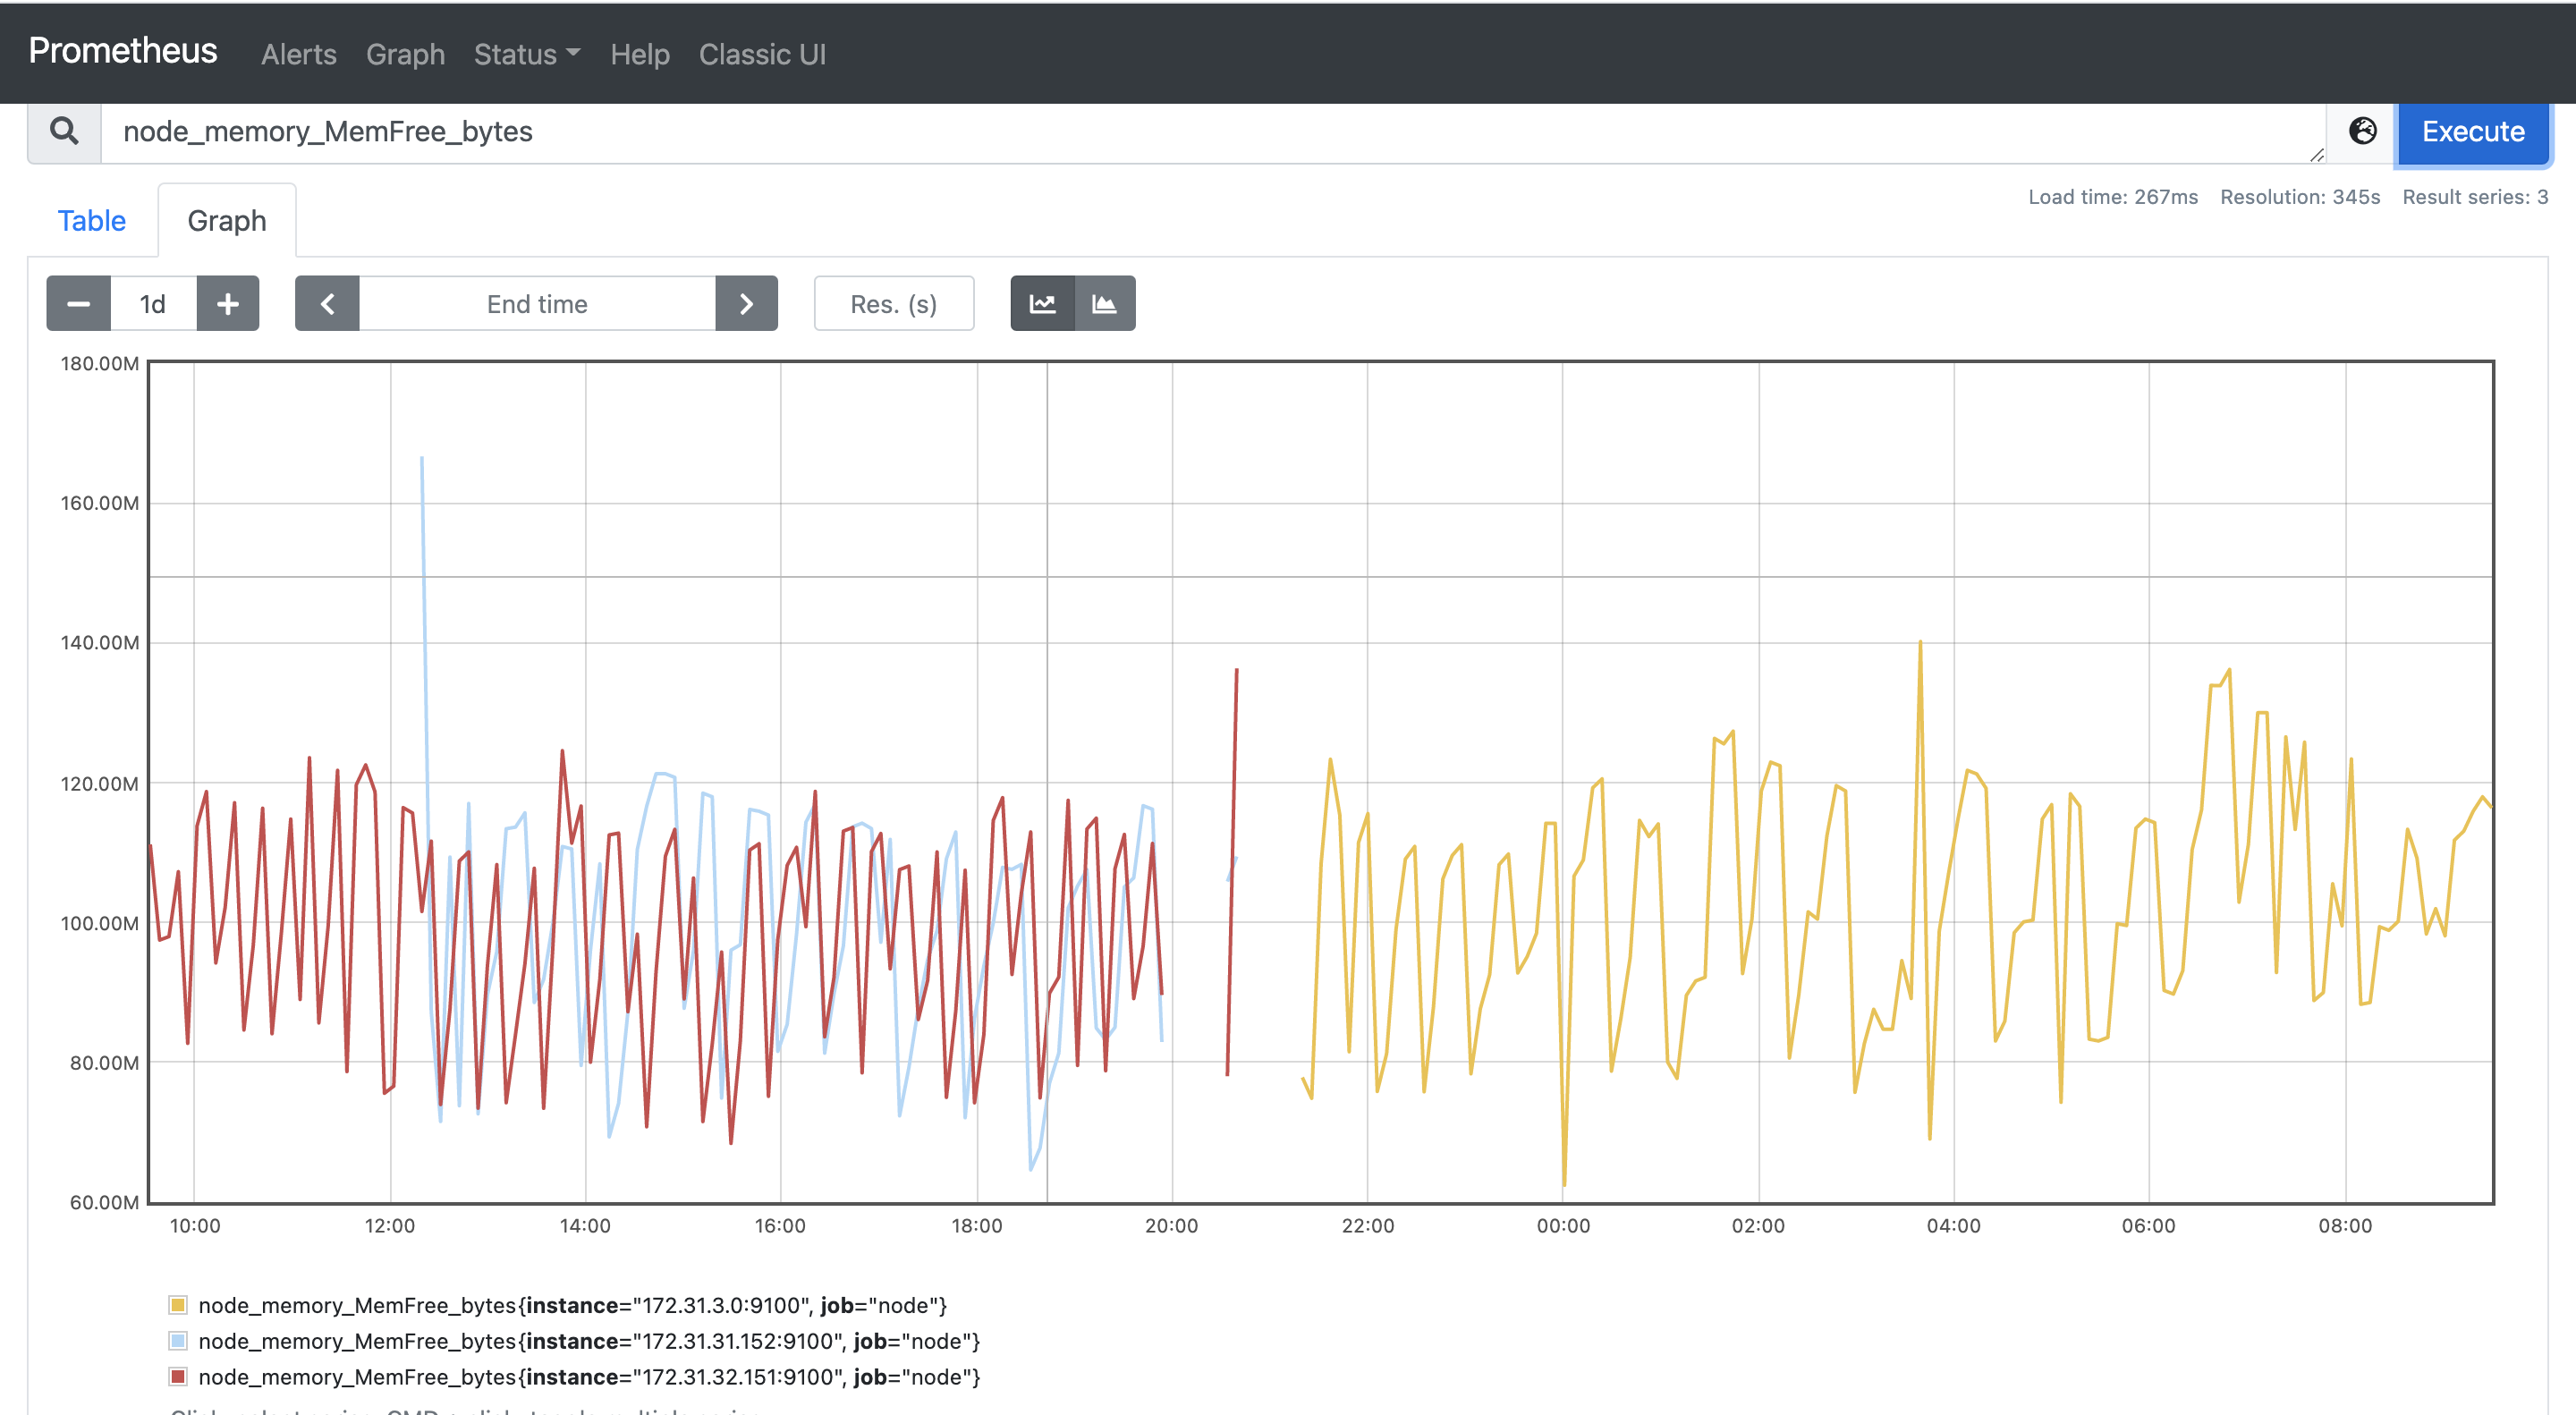 Prometheus Alerts Graph Status Help Classic UI
node_memory_MemFree_bytes Execute
Load time: 267ms Resolution: 345s Result series: 3
Table Graph
1d End time Res. (s)
180.00M
160.00M
140.00M
120.00M
100.00M
80.00M
60.00M
10:00 12:00 14:00 16:00 18:00 20:00 22:00 00:00 02:00 04:00 06:00 08:00
node_memory_MemFree_bytes{instance="172.31.3.0:9100", job="node"}
node_memory_MemFree_bytes{instance="172.31.31.152:9100", job="node"}
node_memory_MemFree_bytes{instance="172.31.32.151:9100", job="node"}